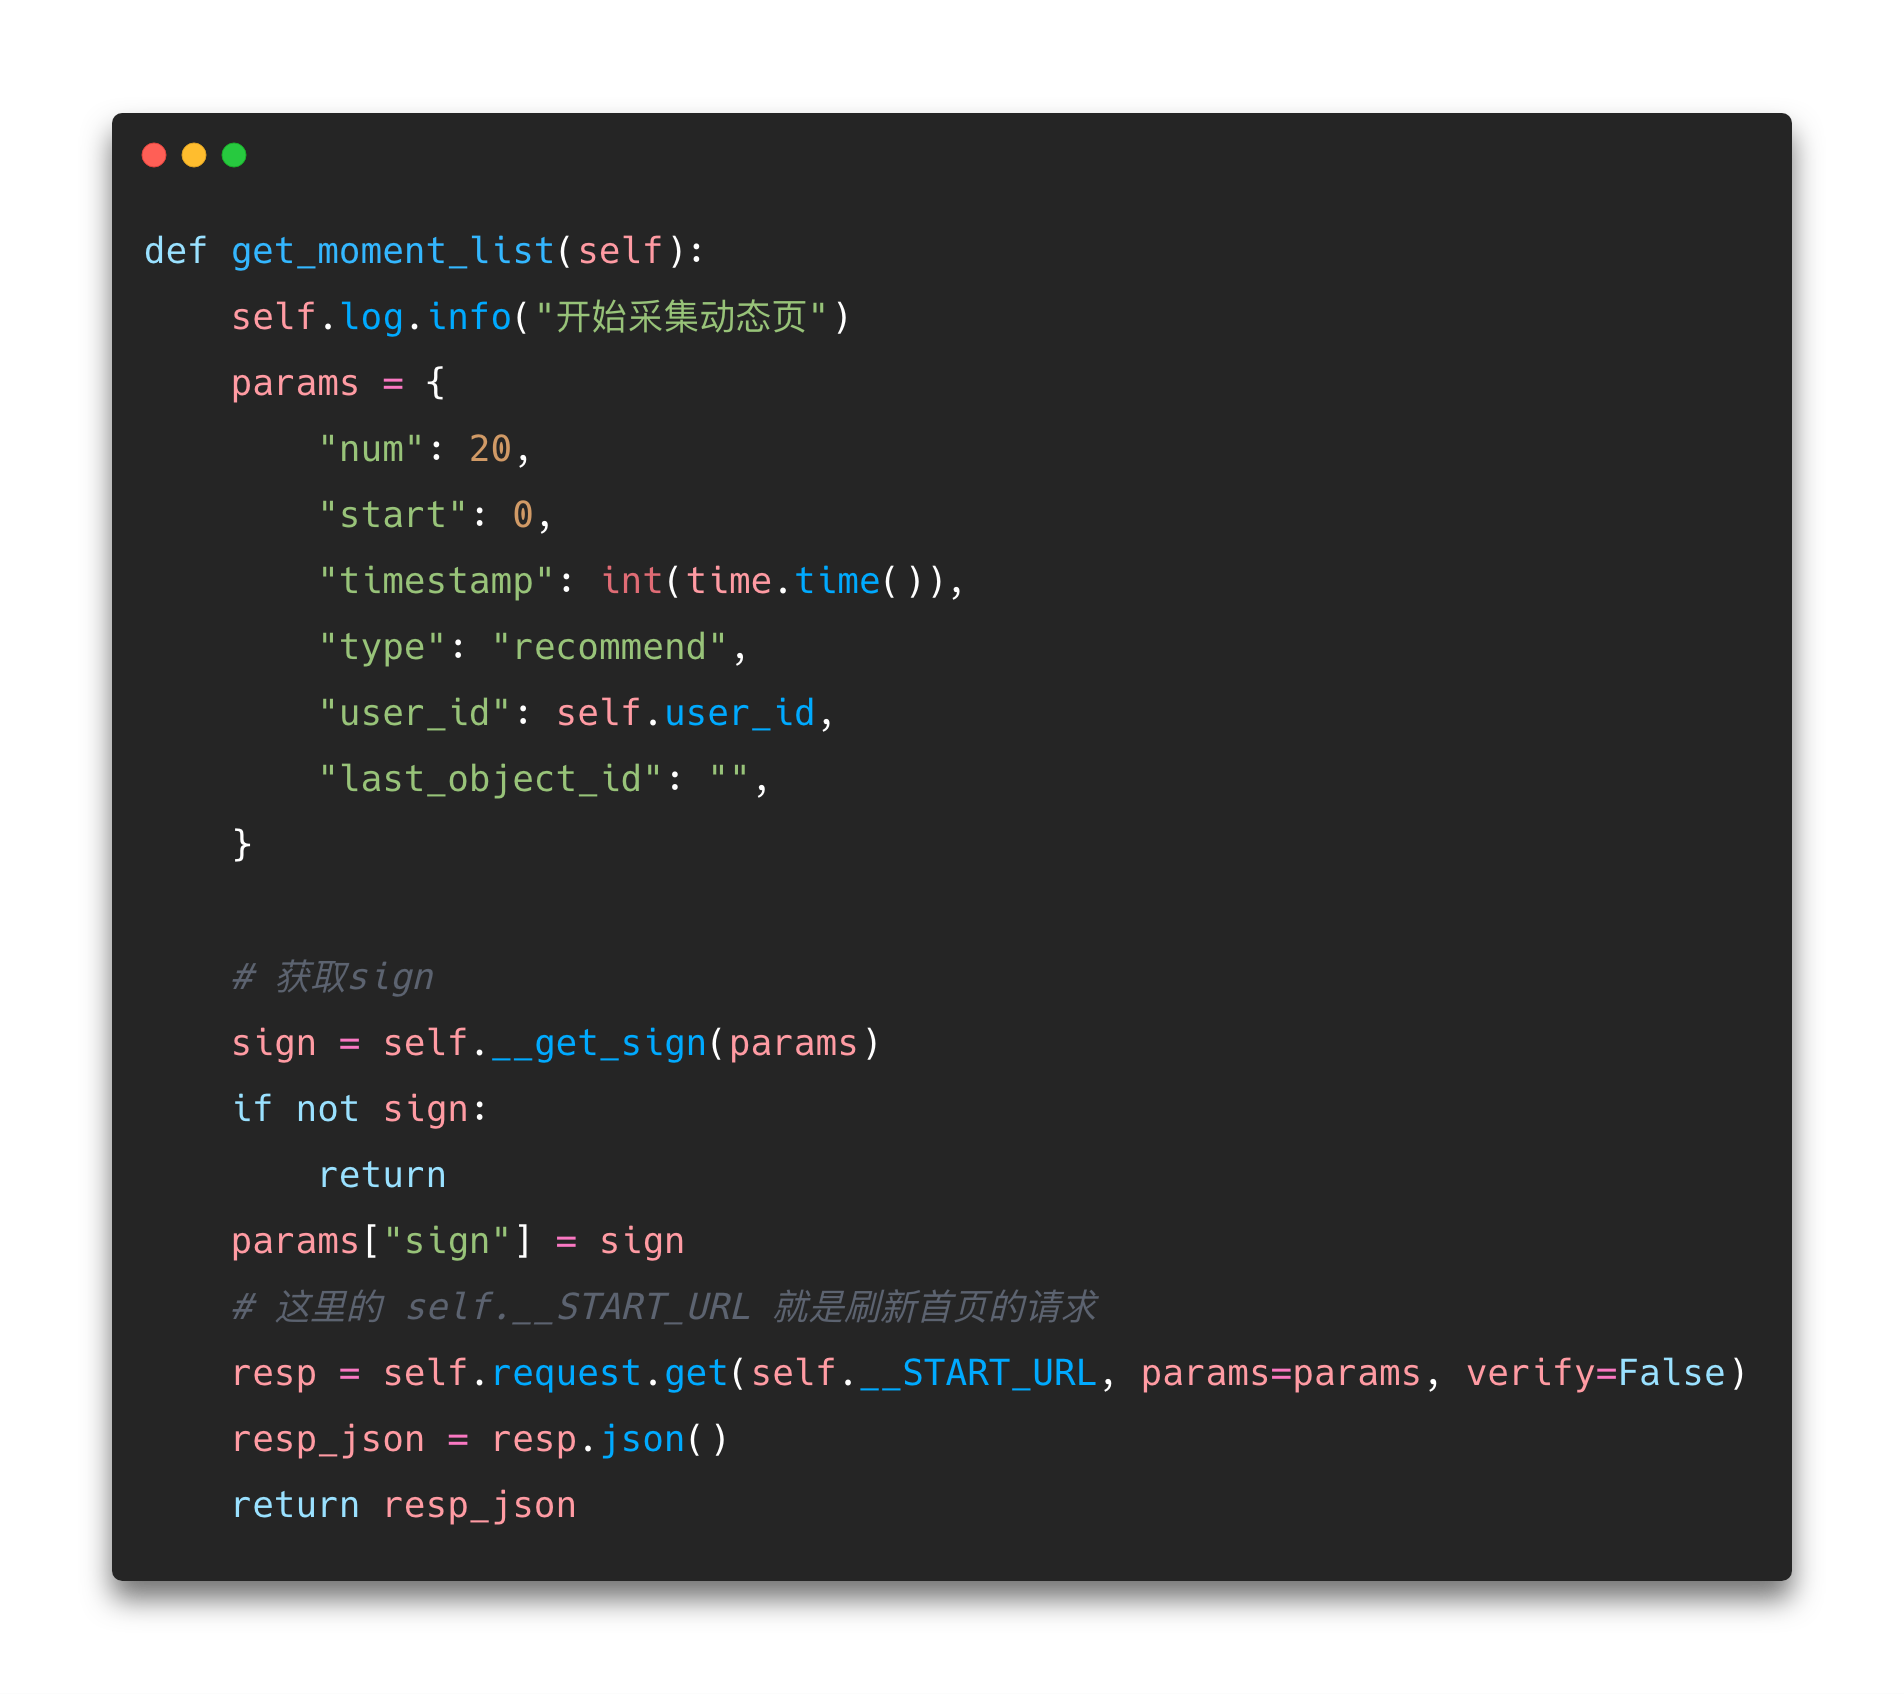 def get_moment_list(self):
    self.log.info("开始采集动态页")
    params = {
        "num": 20,
        "start": 0,
        "timestamp": int(time.time()),
        "type": "recommend",
        "user_id": self.user_id,
        "last_object_id": "",
    }
    # 获取sign
    sign = self.__get_sign(params)
    if not sign:
        return
    params["sign"] = sign
    # 这里的 self.__START_URL 就是刷新首页的请求
    resp = self.request.get(self.__START_URL, params=params, verify=False)
    resp_json = resp.json()
    return resp_json